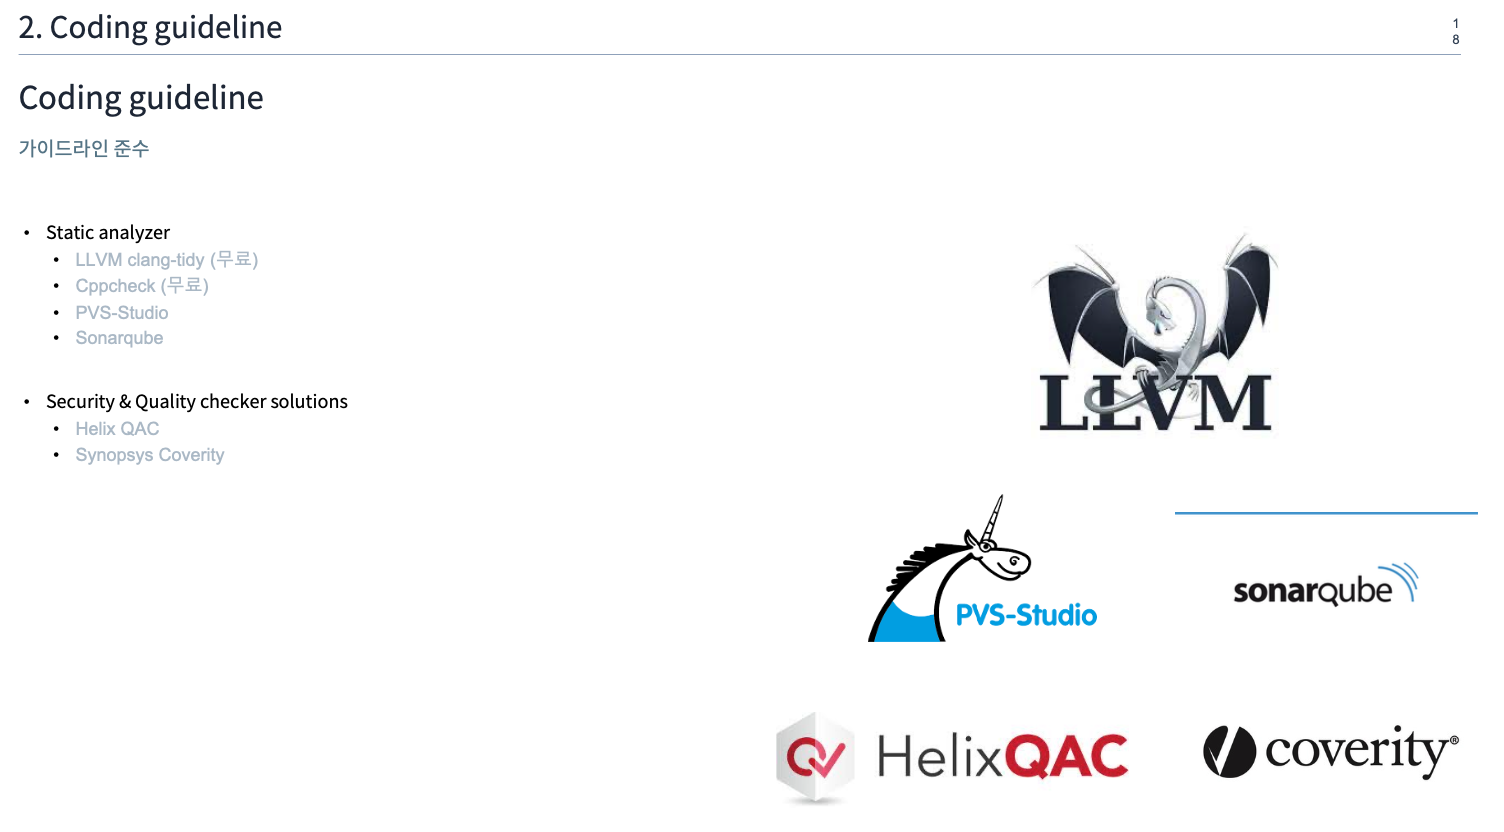 2. Coding guideline
1
8
Coding guideline
가이드라인 준수
• Static analyzer
• LLVM clang-tidy (무료)
• Cppcheck (무료)
• PVS-Studio
• Sonarqube
• Security & Quality checker solutions
• Helix QAC
• Synopsys Coverity
LLVM
PVS-Studio
sonarqube
HelixQAC
coverity®